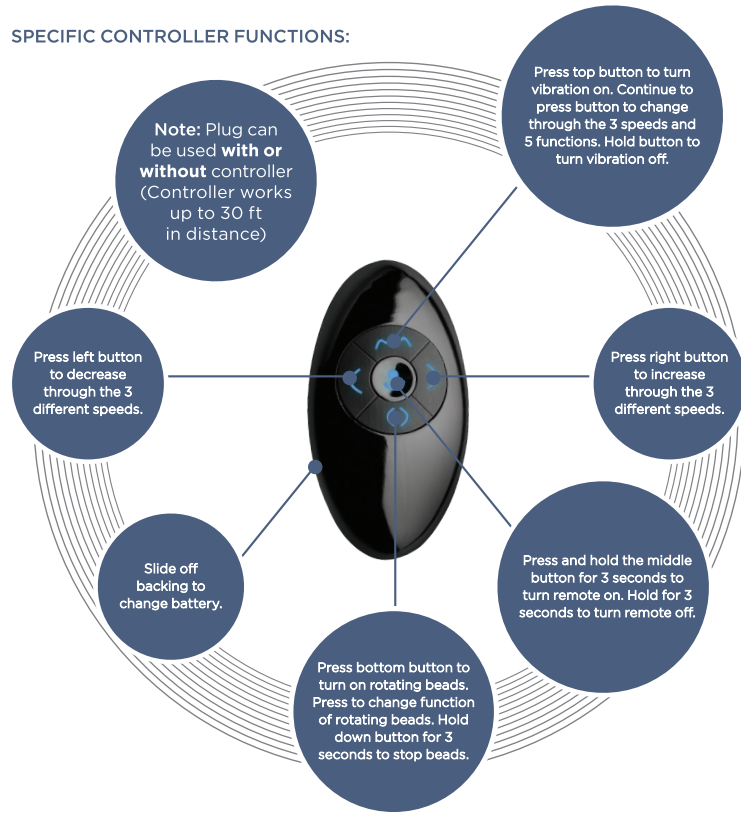 SPECIFIC CONTROLLER FUNCTIONS:
Press top button to turn
vibration on. Continue to
press button to change
through the 3 speeds and
5 functions. Hold button to
turn vibration off.
Note: Plug can
be used with or
without controller
(Controller works
up to 30 ft
in distance)
Press left button
to decrease
through the 3
different speeds.
Press right button
to increase
through the 3
different speeds.
Slide off
backing to
change battery.
Press and hold the middle
button for 3 seconds to
turn remote on. Hold for 3
seconds to turn remote off.
Press bottom button to
turn on rotating beads.
Press to change function
of rotating beads. Hold
down button for 3
seconds to stop beads.